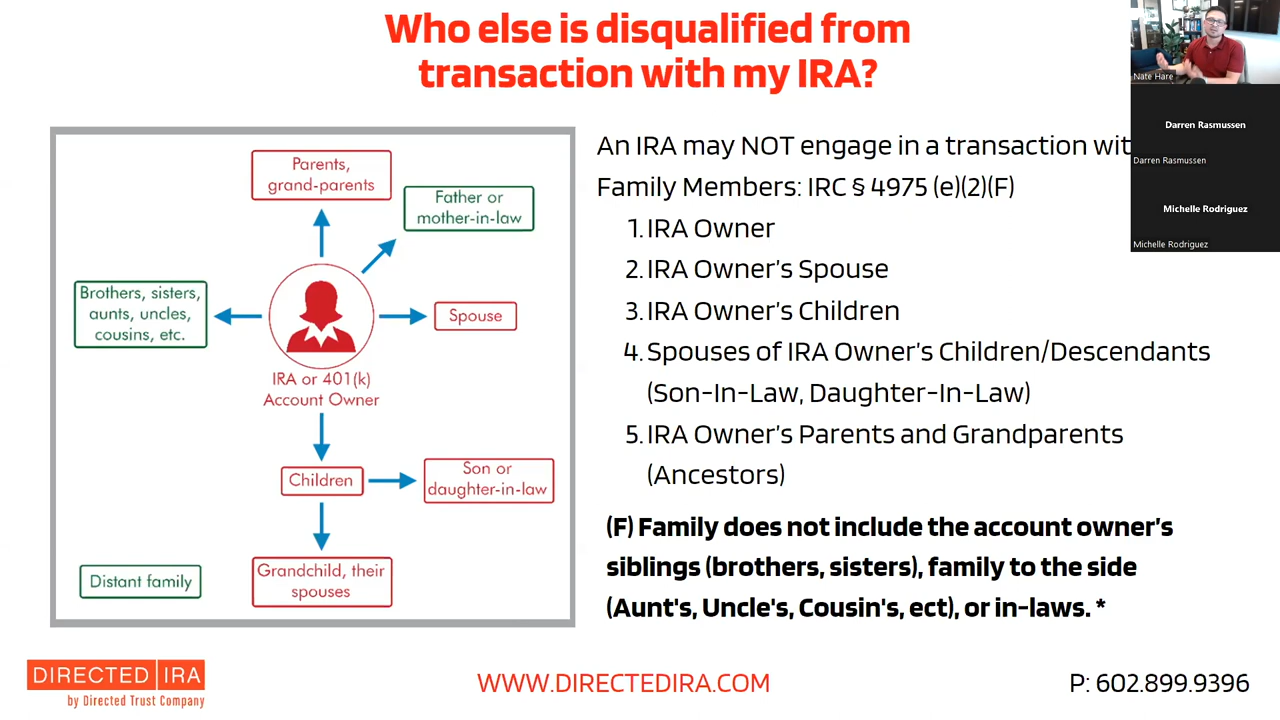 Who else is disqualified from
transaction with my IRA?
Nate Hare
Darren Rasmussen
Darren Rasmussen
Michelle Rodriguez
Michelle Rodriguez
Parents,
grand-parents
Father or
mother-in-law
Brothers, sisters,
aunts, uncles,
cousins, etc.
Spouse
IRA or 401(k)
Account Owner
Children
Son or
daughter-in-law
Grandchild, their
spouses
Distant family
An IRA may NOT engage in a transaction wit
Family Members: IRC § 4975 (e)(2)(F)
1. IRA Owner
2. IRA Owner's Spouse
3. IRA Owner's Children
4. Spouses of IRA Owner's Children/Descendants
(Son-In-Law, Daughter-In-Law)
5. IRA Owner's Parents and Grandparents
(Ancestors)
(F) Family does not include the account owner's
siblings (brothers, sisters), family to the side
(Aunt's, Uncle's, Cousin's, ect), or in-laws. *
DIRECTED IRA
by Directed Trust Company
WWW.DIRECTEDIRA.COM
P: 602.899.9396